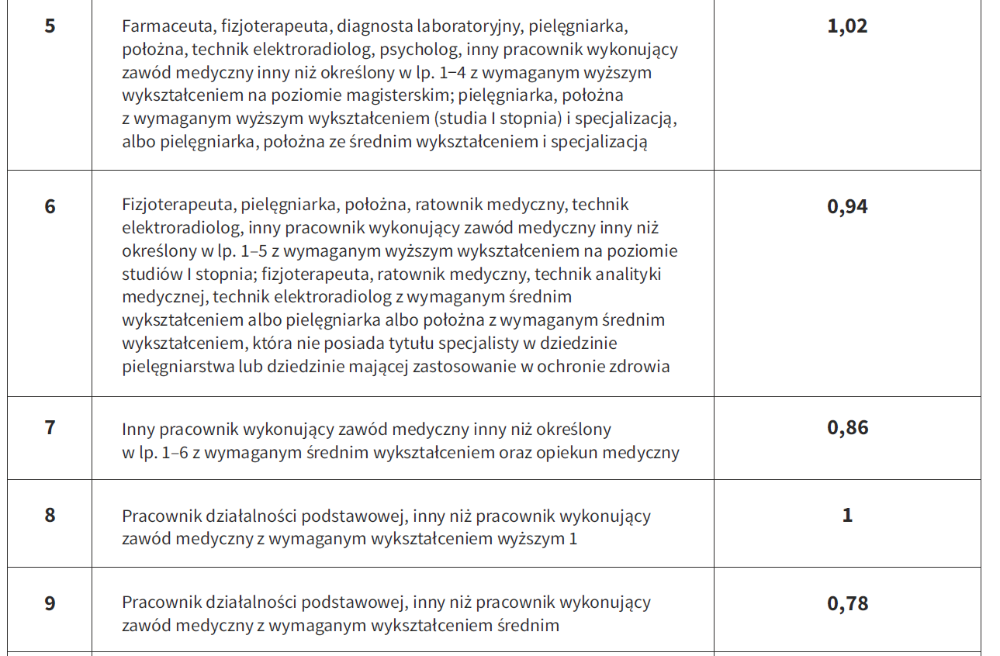 5
Farmaceuta, fizjoterapeuta, diagnosta laboratoryjny, pielęgniarka,
położna, technik elektroradiolog, psycholog, inny pracownik wykonujący
zawód medyczny inny niż określony w lp. 1–4 z wymaganym wyższym
wykształceniem na poziomie magisterskim; pielęgniarka, położna
z wymaganym wyższym wykształceniem (studia I stopnia) i specjalizacją,
albo pielęgniarka, położna ze średnim wykształceniem i specjalizacją
1,02
6
Fizjoterapeuta, pielęgniarka, położna, ratownik medyczny, technik
elektroradiolog, inny pracownik wykonujący zawód medyczny inny niż
określony w lp. 1–5 z wymaganym wyższym wykształceniem na poziomie
studiów I stopnia; fizjoterapeuta, ratownik medyczny, technik analityki
medycznej, technik elektroradiolog z wymaganym średnim
wykształceniem albo pielęgniarka albo położna z wymaganym średnim
wykształceniem, która nie posiada tytułu specjalisty w dziedzinie
pielęgniarstwa lub dziedzinie mającej zastosowanie w ochronie zdrowia
0,94
7
Inny pracownik wykonujący zawód medyczny inny niż określony
w lp. 1–6 z wymaganym średnim wykształceniem oraz opiekun medyczny
0,86
8
Pracownik działalności podstawowej, inny niż pracownik wykonujący
zawód medyczny z wymaganym wykształceniem wyższym 1
1
9
Pracownik działalności podstawowej, inny niż pracownik wykonujący
zawód medyczny z wymaganym wykształceniem średnim
0,78